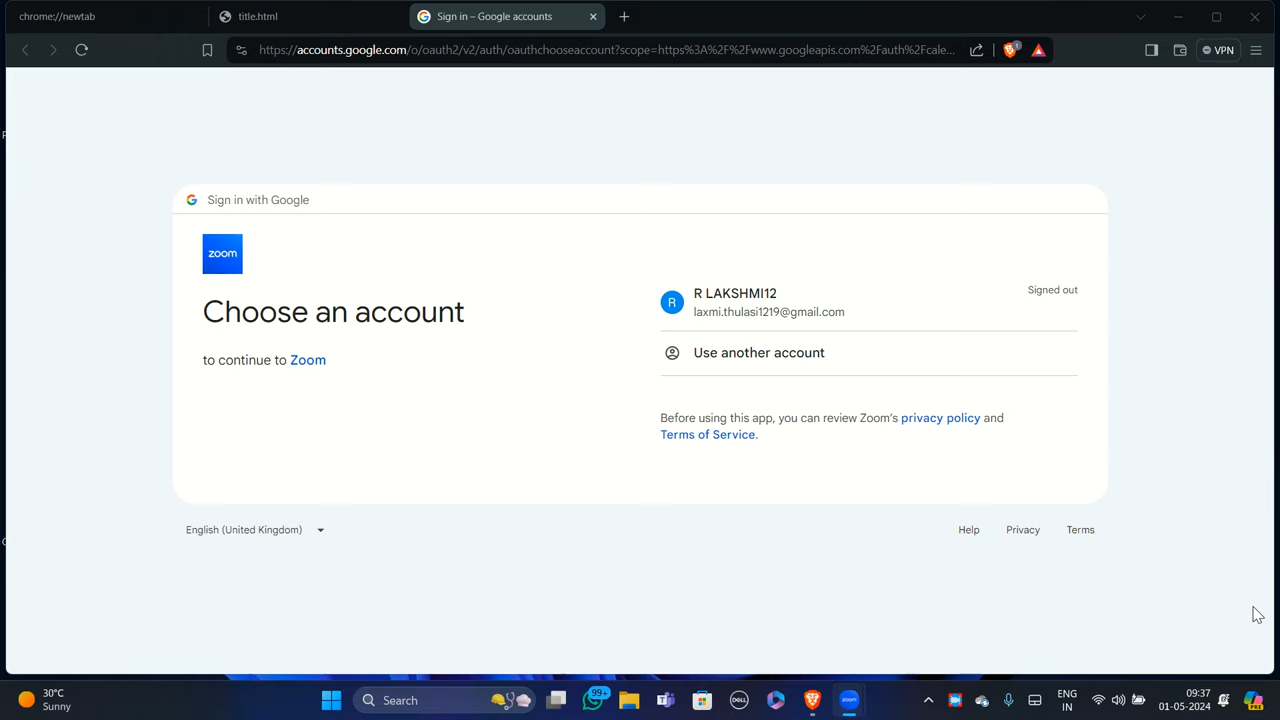 chrome://newtab
title.html
Sign in – Google accounts
https://accounts.google.com/o/oauth2/v2/auth/oauthchooseaccount?scope=https%3A%2F%2Fwww.googleapis.com%2Fauth%2Fcale...
1
VPN
G Sign in with Google
zoom
Choose an account
to continue to Zoom
R
R LAKSHMI12
laxmi.thulasi1219@gmail.com
Signed out
Use another account
Before using this app, you can review Zoom's privacy policy and
Terms of Service.
English (United Kingdom)
Help
Privacy
Terms
30°C
Sunny
Search
99+
DELL
zoom
ENG
IN
09:37
01-05-2024
PRE